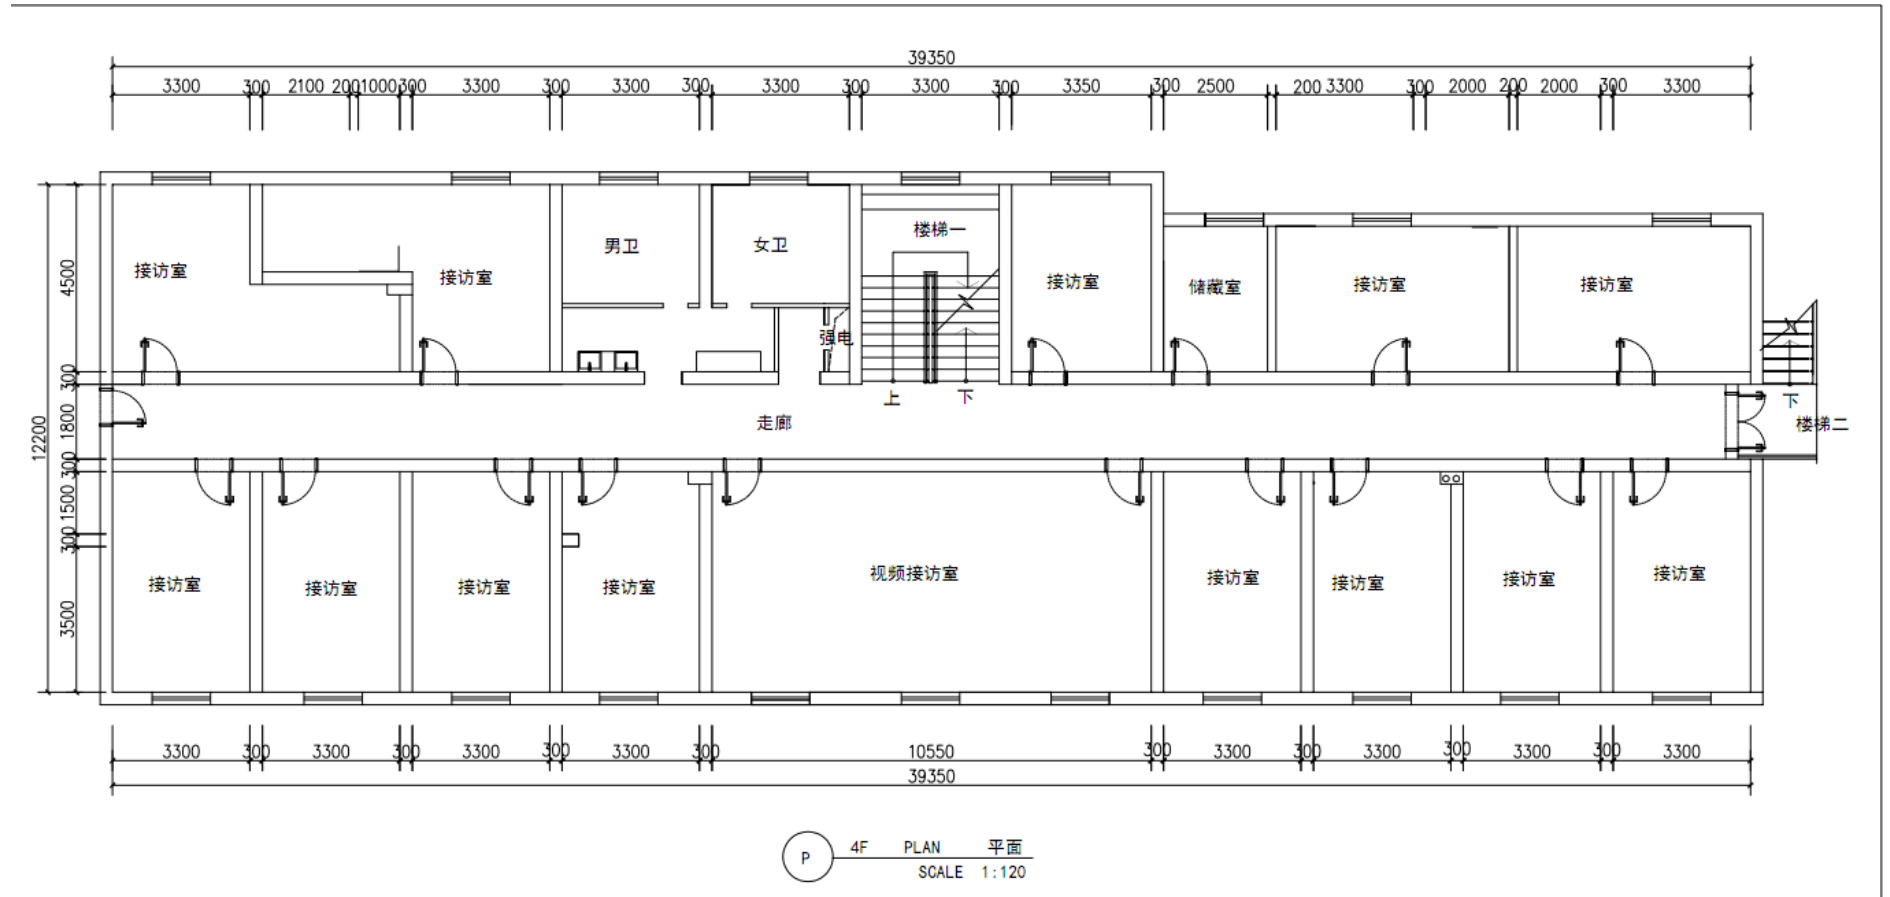 39350
3300 300 2100 200 1000 300 3300 300 3300 300 3300 300 3300 300 3350 300 2500 200 3300 300 2000 200 2000 300 3300
12200
4500
300
1800
300
1500
300
3500
楼梯一
男卫 女卫
接访室 接访室 接访室 储藏室 接访室 接访室
强电
上 下 下
走廊 楼梯二
视频接访室
接访室 接访室 接访室 接访室 接访室 接访室 接访室 接访室
3300 300 3300 300 3300 300 3300 300 10550 300 3300 300 3300 300 3300 300 3300
39350
P 4F PLAN 平面
SCALE 1:120